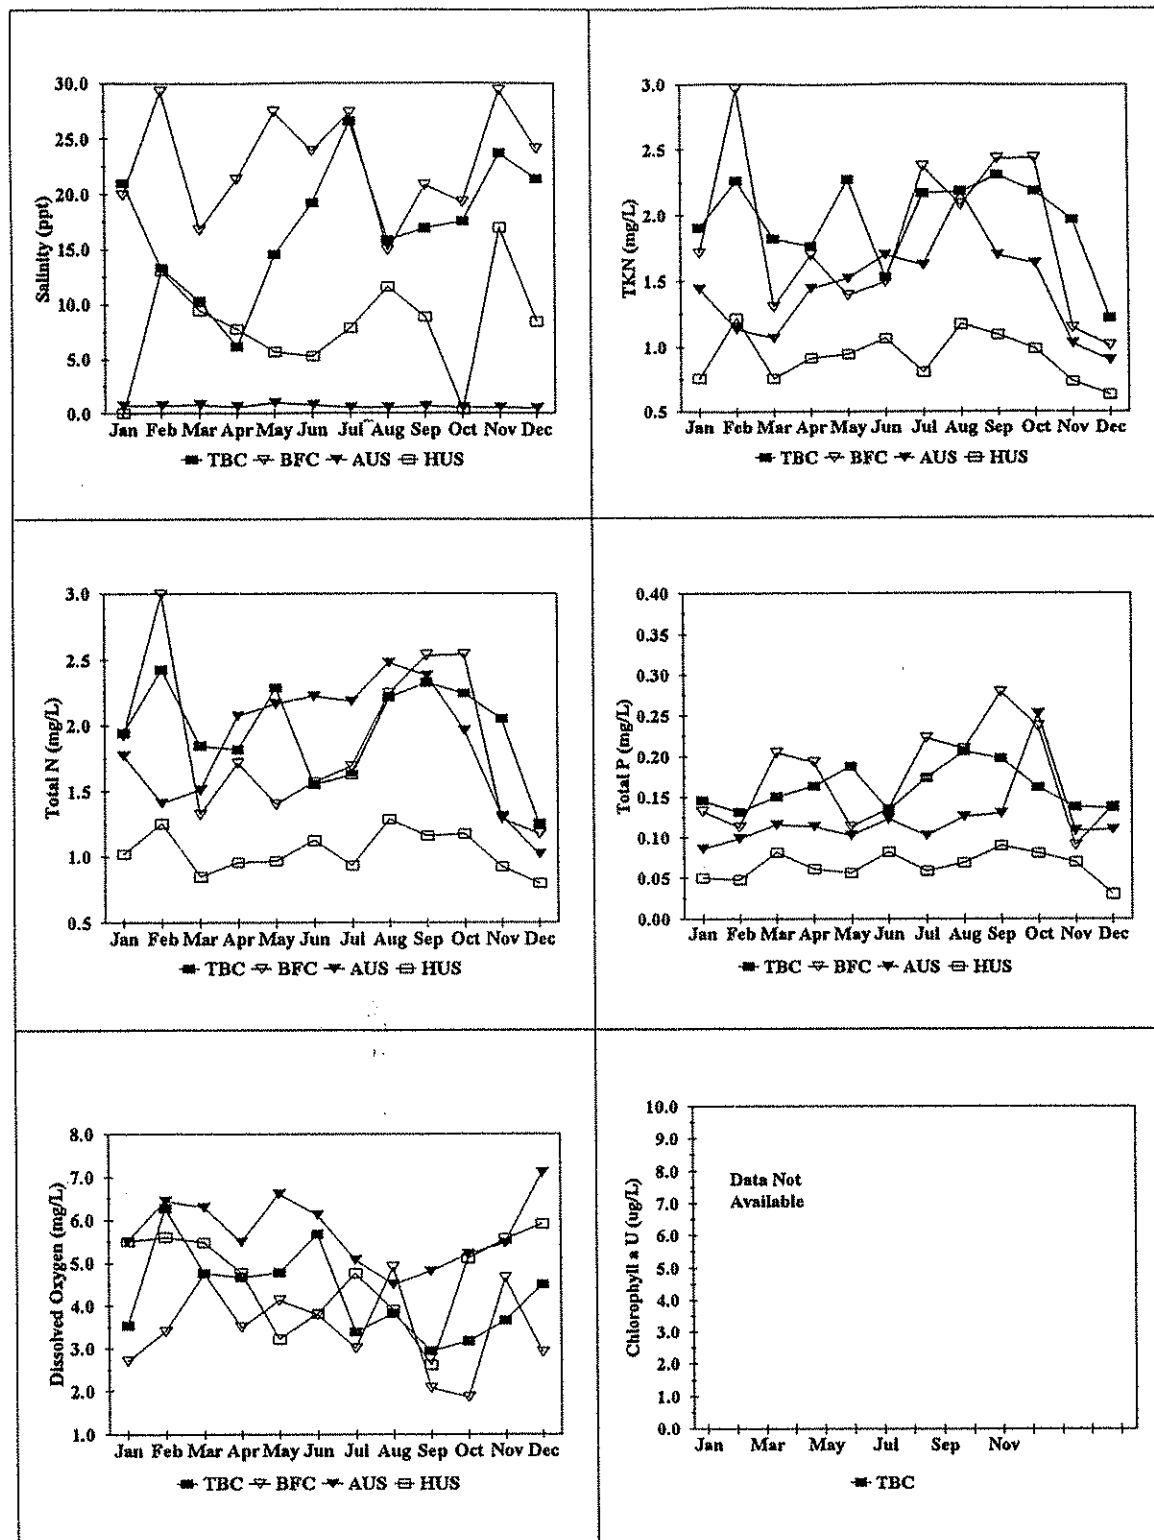 30.0
25.0
20.0
15.0
10.0
5.0
0.0
Salinity (ppt)
Jan Feb Mar Apr May Jun Jul Aug Sep Oct Nov Dec
TBC BFC AUS HUS
3.0
2.5
2.0
1.5
1.0
0.5
TKN (mg/L)
Jan Feb Mar Apr May Jun Jul Aug Sep Oct Nov Dec
TBC BFC AUS HUS
3.0
2.5
2.0
1.5
1.0
0.5
Total N (mg/L)
Jan Feb Mar Apr May Jun Jul Aug Sep Oct Nov Dec
TBC BFC AUS HUS
0.40
0.35
0.30
0.25
0.20
0.15
0.10
0.05
0.00
Total P (mg/L)
Jan Feb Mar Apr May Jun Jul Aug Sep Oct Nov Dec
TBC BFC AUS HUS
8.0
7.0
6.0
5.0
4.0
3.0
2.0
1.0
Dissolved Oxygen (mg/L)
Jan Feb Mar Apr May Jun Jul Aug Sep Oct Nov Dec
TBC BFC AUS HUS
10.0
9.0
8.0
7.0
6.0
5.0
4.0
3.0
2.0
1.0
0.0
Chlorophyll a U (ug/L)
Data Not
Available
Jan Mar May Jul Sep Nov
TBC